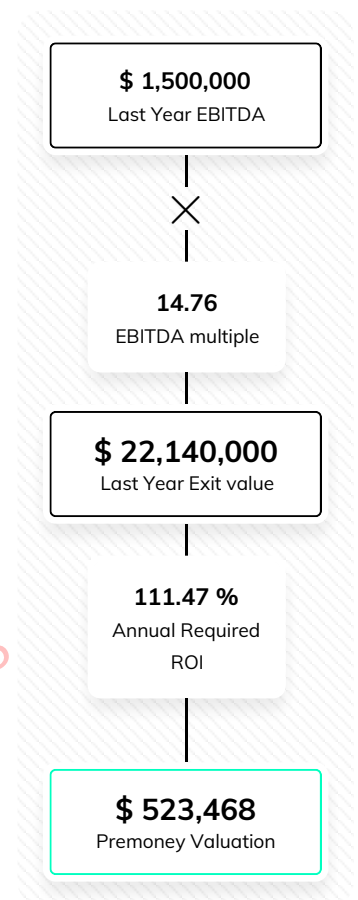 $ 1,500,000
Last Year EBITDA
14.76
EBITDA multiple
$ 22,140,000
Last Year Exit value
111.47 %
Annual Required
ROI
$ 523,468
Premoney Valuation